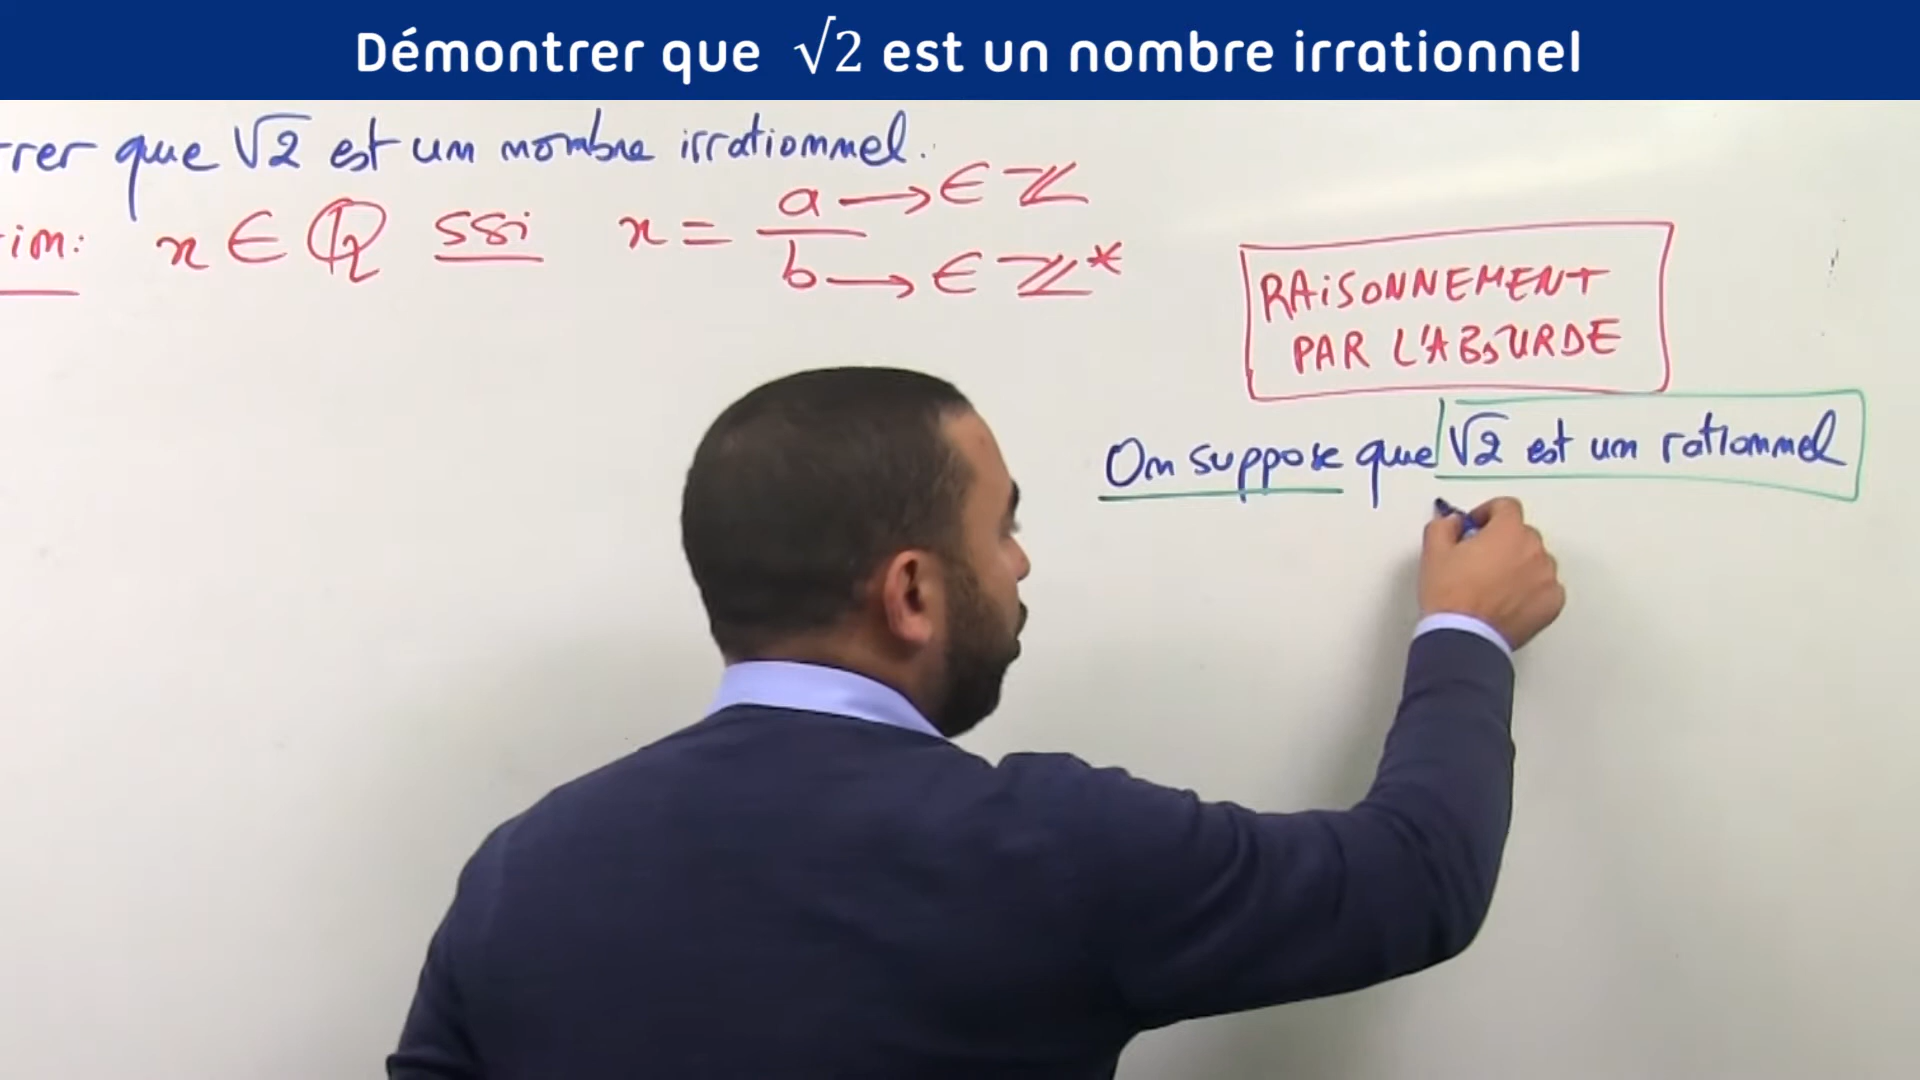 Démontrer que √2 est un nombre irrationnel
rer que √2 est un nombre irrationnel.
im: x ∈ ℚ ssi x = a/b
a → ∈ ℤ
b → ∈ ℤ*
RAISONNEMENT
PAR L'ABSURDE
On suppose que √2 est un rationnel